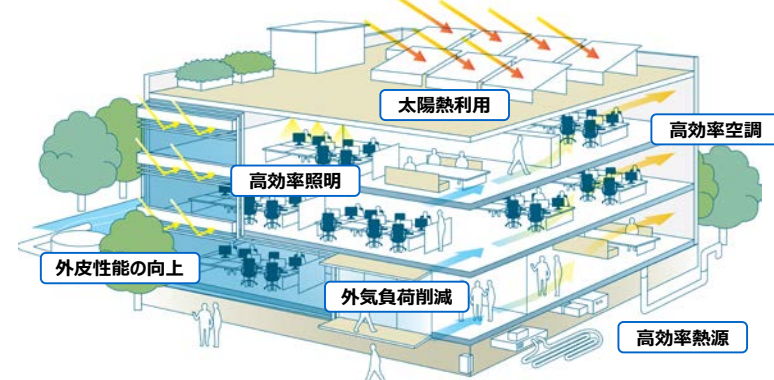 太陽熱利用
高効率空調
高効率照明
外皮性能の向上
外気負荷削減
高効率熱源